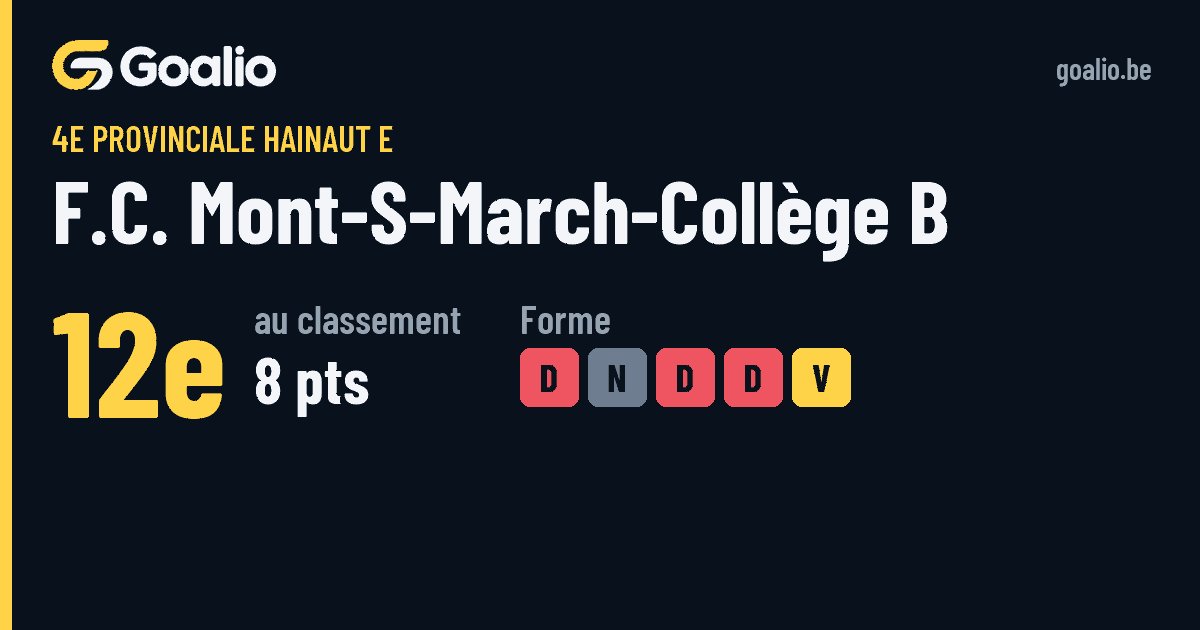 Goalio
goalio.be
4E PROVINCIALE HAINAUT E
F.C. Mont-S-March-Collège B
12e
au classement
8 pts
Forme
D N D D V